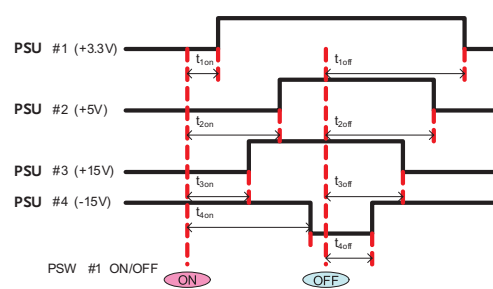 PSU #1 (+3.3V)
t1on
t1off
PSU #2 (+5V)
t2on
t2off
PSU #3 (+15V)
t3on
t3off
PSU #4 (-15V)
t4on
t4off
PSW #1 ON/OFF
ON
OFF